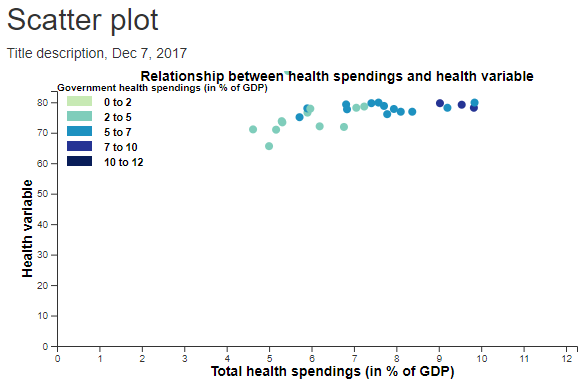 Scatter plot
Title description, Dec 7, 2017
Relationship between health spendings and health variable
Government health spendings (in % of GDP)
0 to 2
2 to 5
5 to 7
7 to 10
10 to 12
80
70
60
50
40
30
20
10
0
Health variable
0 1 2 3 4 5 6 7 8 9 10 11 12
Total health spendings (in % of GDP)